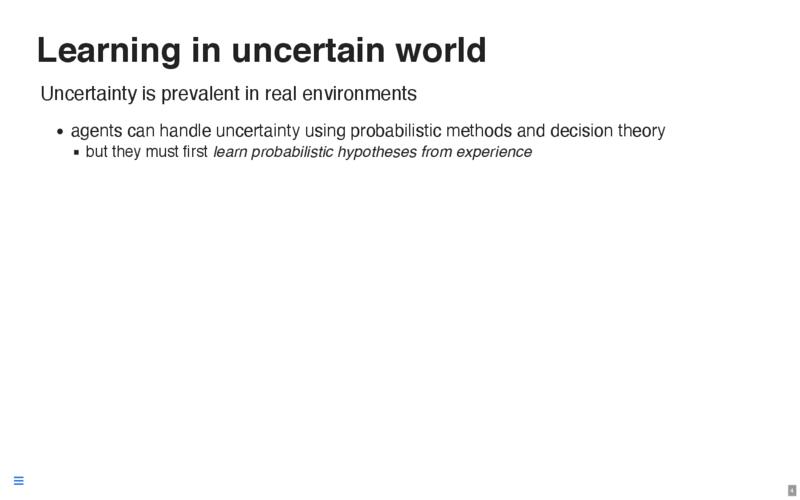 Learning in uncertain world
Uncertainty is prevalent in real environments
• agents can handle uncertainty using probabilistic methods and decision theory
▪ but they must first learn probabilistic hypotheses from experience
4